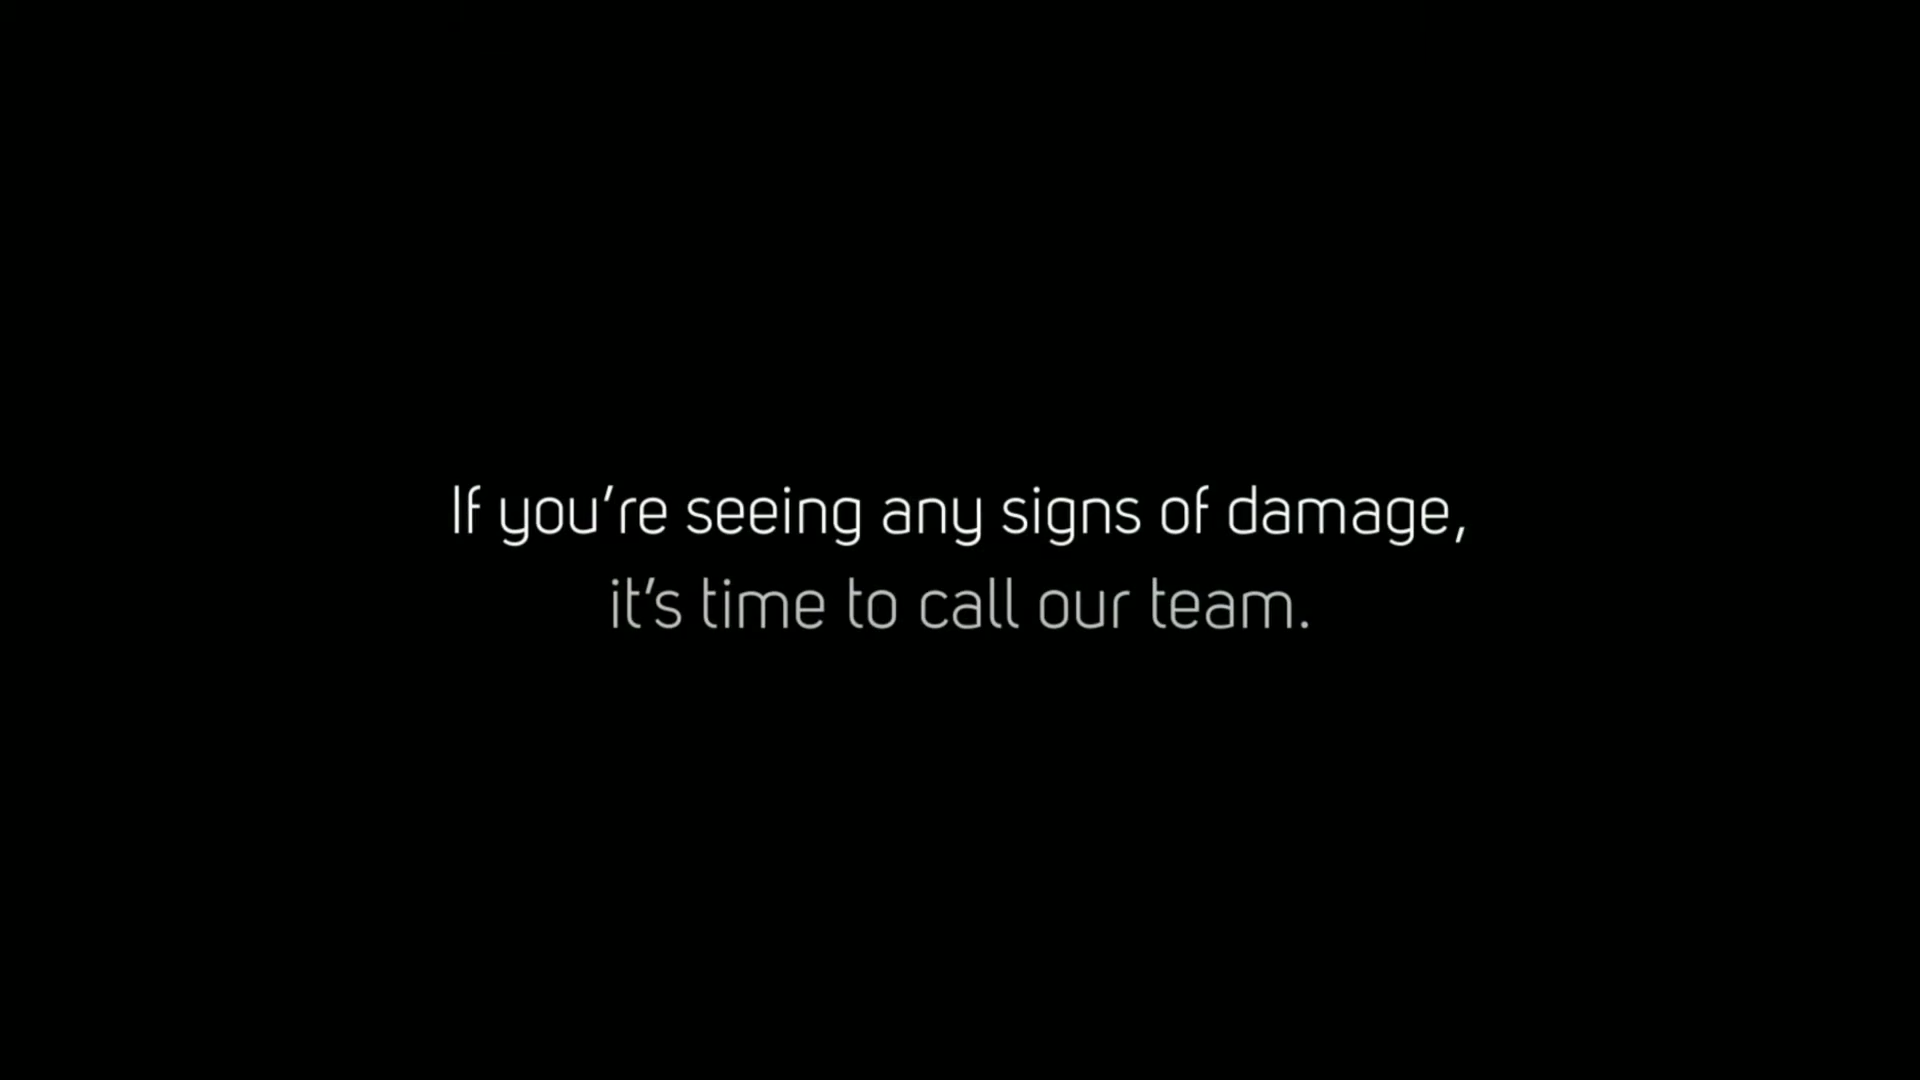 If you’re seeing any signs of damage,
it’s time to call our team.